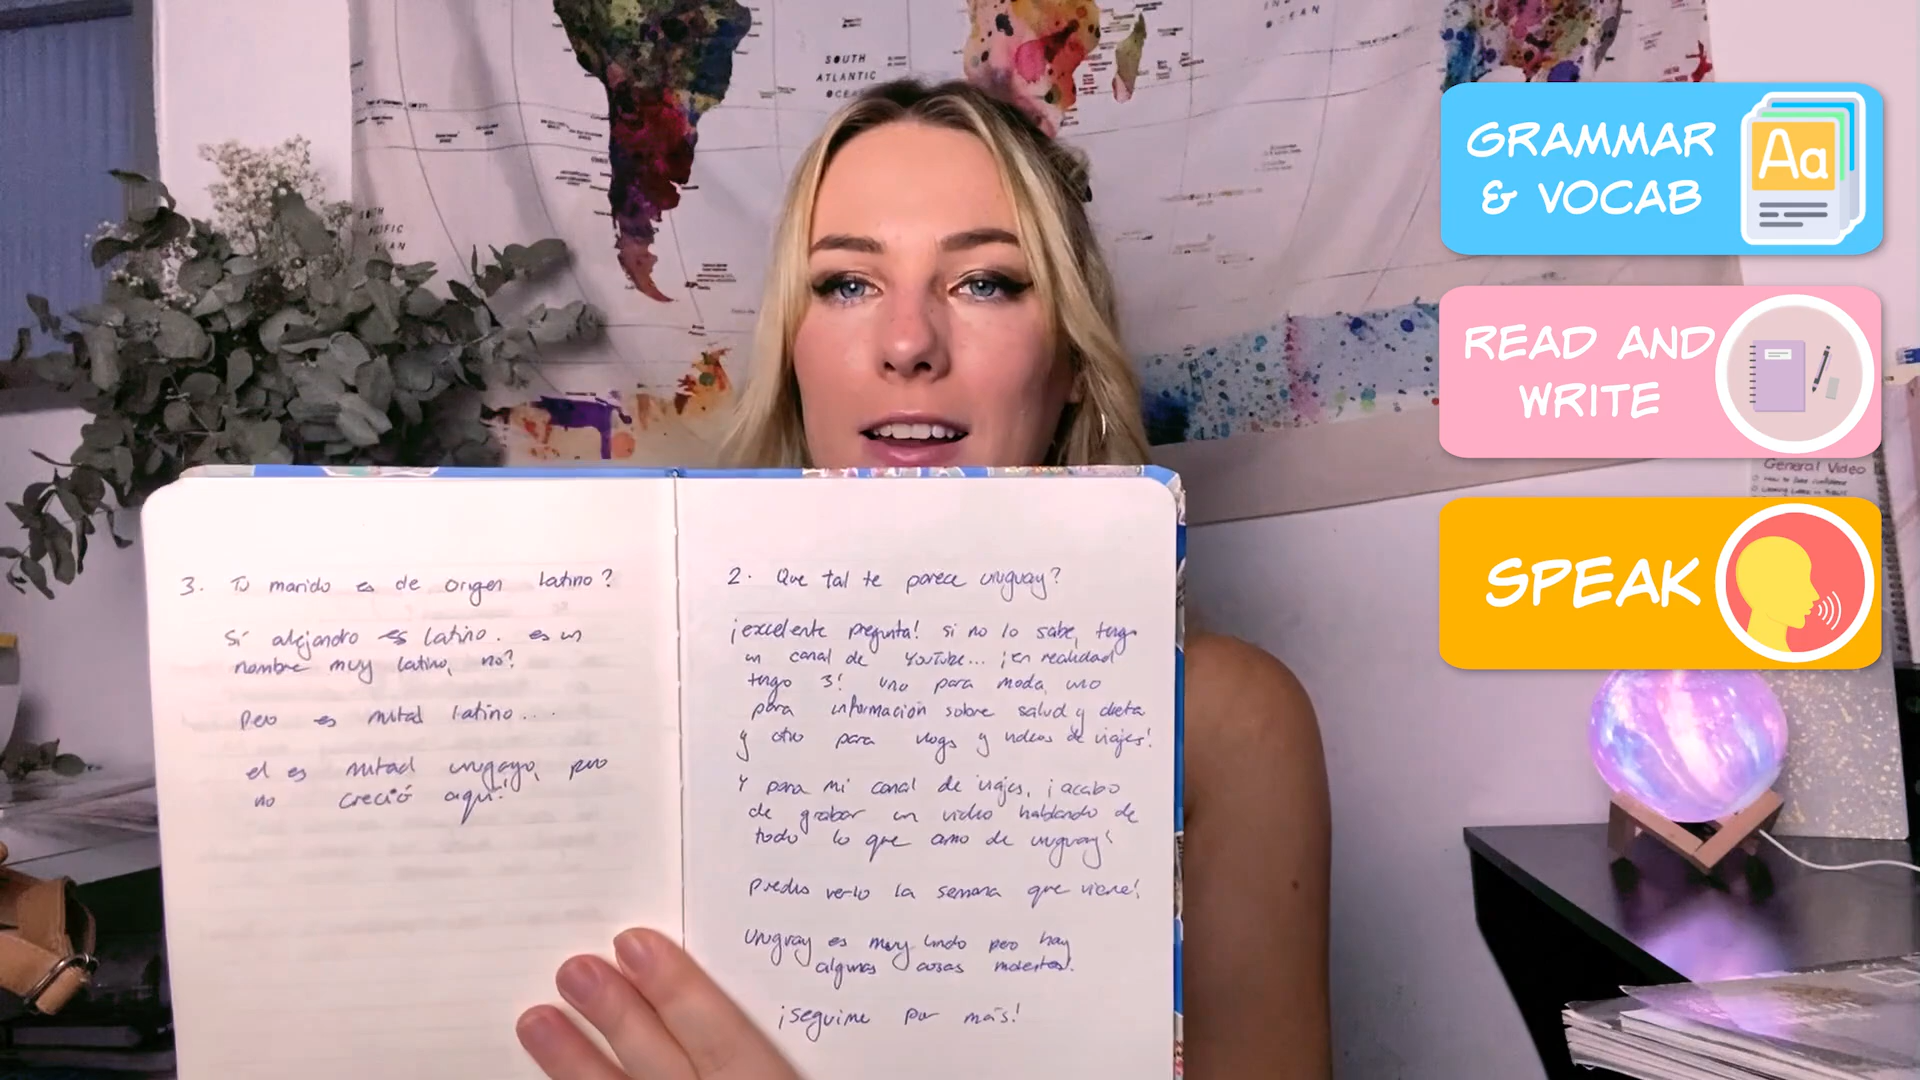 SOUTH
ATLANTIC
OCEAN
OCEAN
GRAMMAR
& VOCAB
Aa
READ AND
WRITE
General Video
SPEAK
3. Tu marido es de origen latino?
Sí alejandro es latino. es un
nombre muy latino, no?
Pero es mitad latino...
el es mitad urugayo, pero
no creció aquí!
2. Que tal te parece uruguay?
¡excelente pregunta! si no lo sabe, tengo
un canal de YouTube... ¡en realidad
tengo 3! uno para moda, uno
para información sobre salud y dieta
y otro para vlogs y videos de viajes!
Y para mi canal de viajes, ¡acabo
de grabar un video hablando de
todo lo que amo de uruguay!
Puedes verlo la semana que viene!
Uruguay es muy lindo pero hay
algunas cosas molestas!
¡seguime por más!